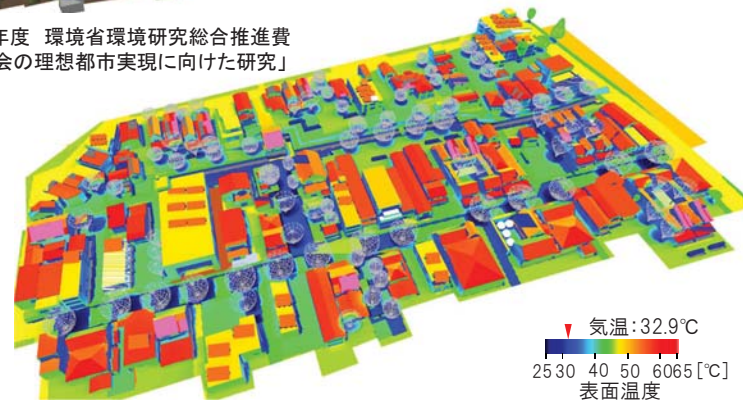 年度 環境省環境研究総合推進費
会の理想都市実現に向けた研究」
気温:32.9℃
25 30 40 50 60 65 [℃]
表面温度